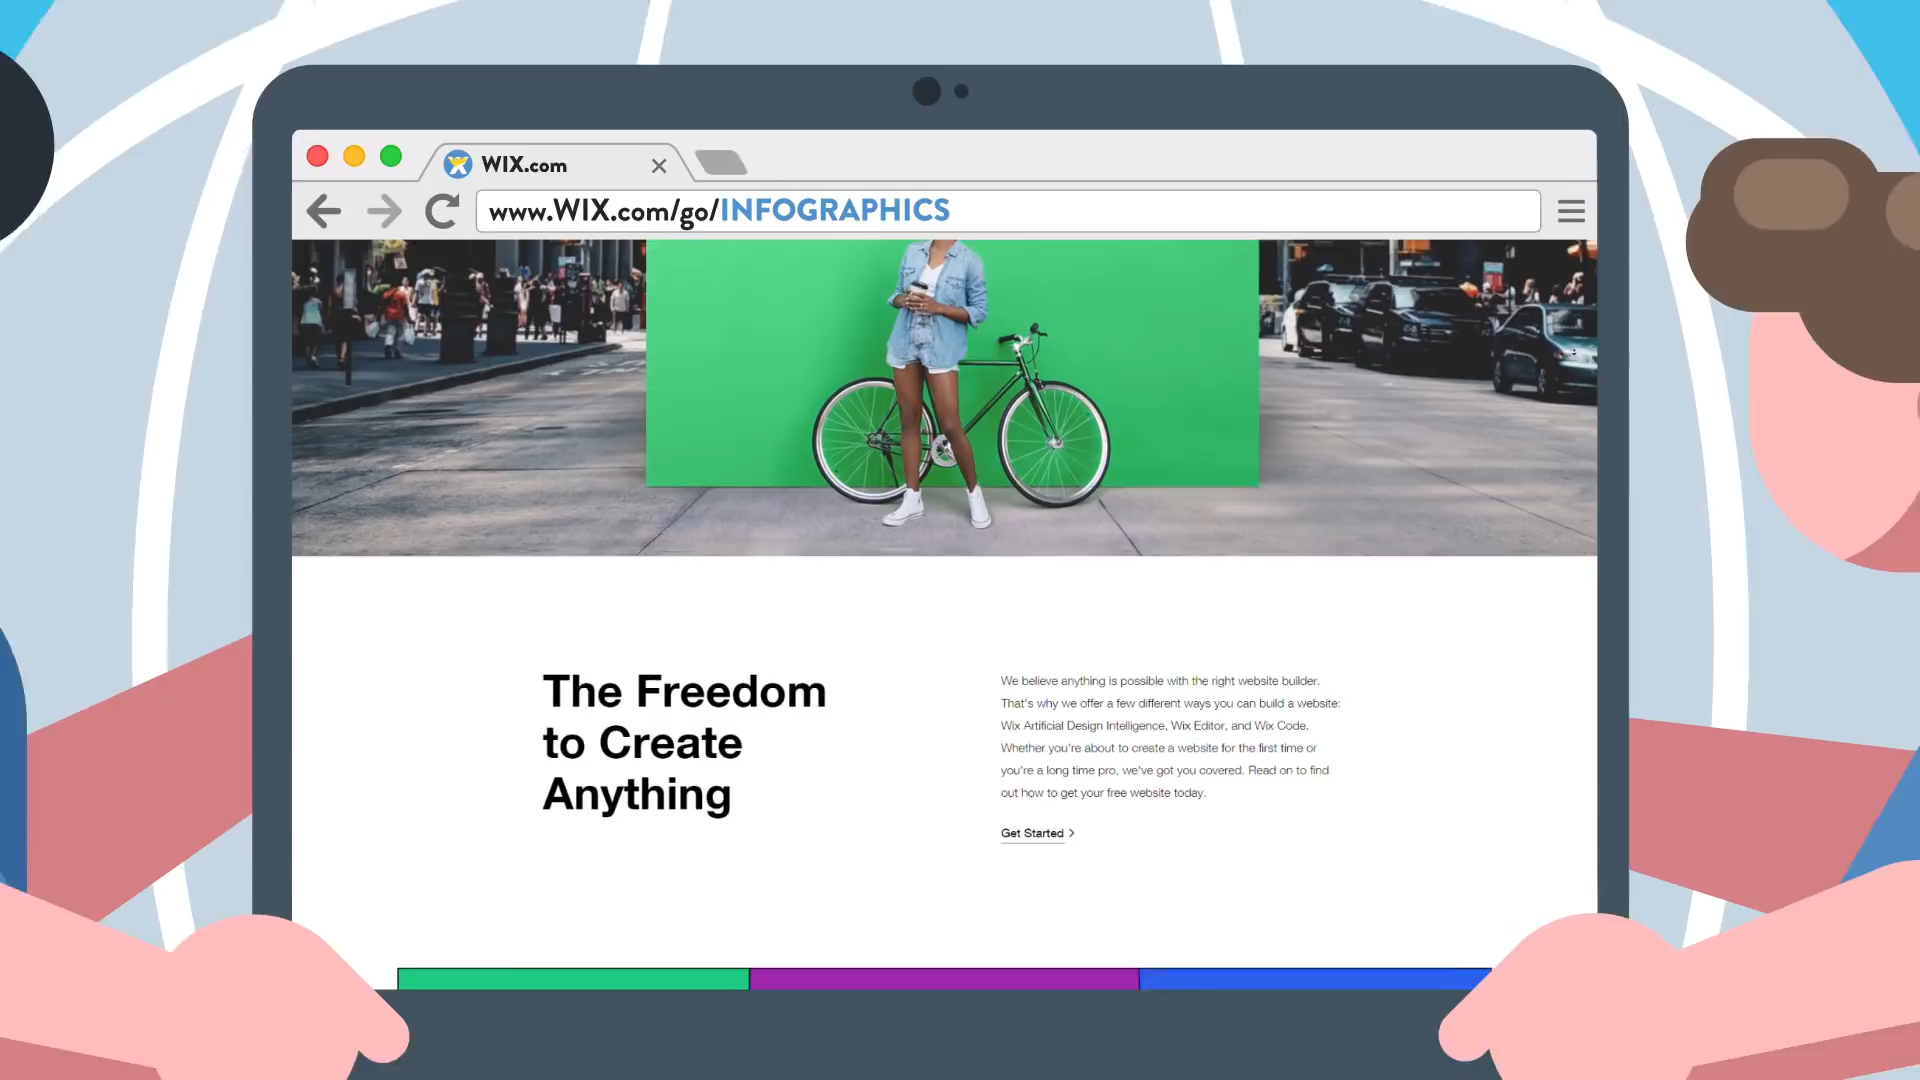 WIX.com
www.WIX.com/go/INFOGRAPHICS
The Freedom
to Create
Anything
We believe anything is possible with the right website builder.
That's why we offer a few different ways you can build a website:
Wix Artificial Design Intelligence, Wix Editor, and Wix Code.
Whether you're about to create a website for the first time or
you're a long time pro, we've got you covered. Read on to find
out how to get your free website today.
Get Started >